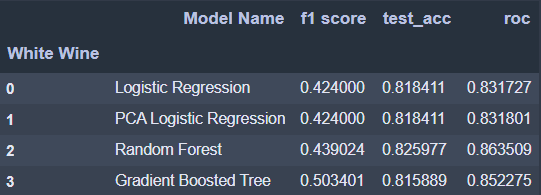 Model Name f1 score test_acc roc
White Wine
0 Logistic Regression 0.424000 0.818411 0.831727
1 PCA Logistic Regression 0.424000 0.818411 0.831801
2 Random Forest 0.439024 0.825977 0.863509
3 Gradient Boosted Tree 0.503401 0.815889 0.852275